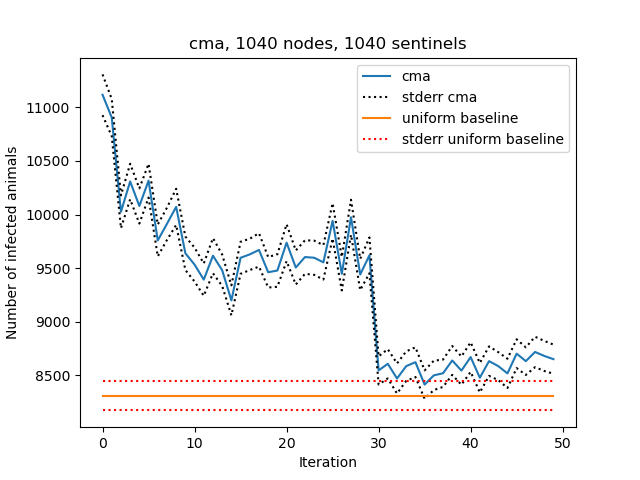 cma, 1040 nodes, 1040 sentinels
cma
stderr cma
uniform baseline
stderr uniform baseline
Number of infected animals
11000
10500
10000
9500
9000
8500
0
10
20
30
40
50
Iteration